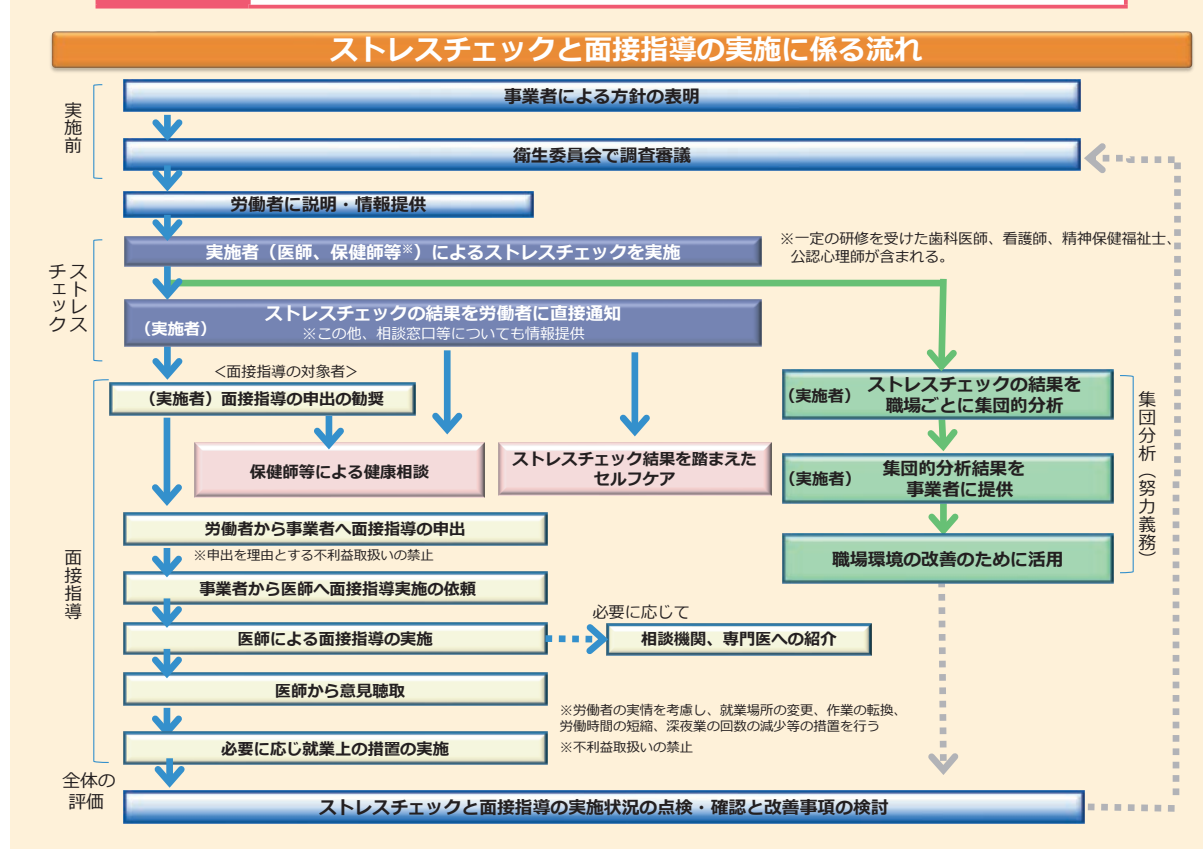 ストレスチェックと面接指導の実施に係る流れ
実施前
事業者による方針の表明
衛生委員会で調査審議
労働者に説明・情報提供
ストレス
チェック
実施者（医師、保健師等※）によるストレスチェックを実施
※一定の研修を受けた歯科医師、看護師、精神保健福祉士、
公認心理師が含まれる。
ストレスチェックの結果を労働者に直接通知
（実施者）
※この他、相談窓口等についても情報提供
＜面接指導の対象者＞
（実施者）面接指導の申出の勧奨
保健師等による健康相談
ストレスチェック結果を踏まえた
セルフケア
（実施者）
ストレスチェックの結果を
職場ごとに集団的分析
（実施者）
集団的分析結果を
事業者に提供
職場環境の改善のために活用
集団分析（努力義務）
面接指導
労働者から事業者へ面接指導の申出
※申出を理由とする不利益取扱いの禁止
事業者から医師へ面接指導実施の依頼
医師による面接指導の実施
必要に応じて
相談機関、専門医への紹介
医師から意見聴取
※労働者の実情を考慮し、就業場所の変更、作業の転換、
労働時間の短縮、深夜業の回数の減少等の措置を行う
必要に応じ就業上の措置の実施
※不利益取扱いの禁止
全体の
評価
ストレスチェックと面接指導の実施状況の点検・確認と改善事項の検討